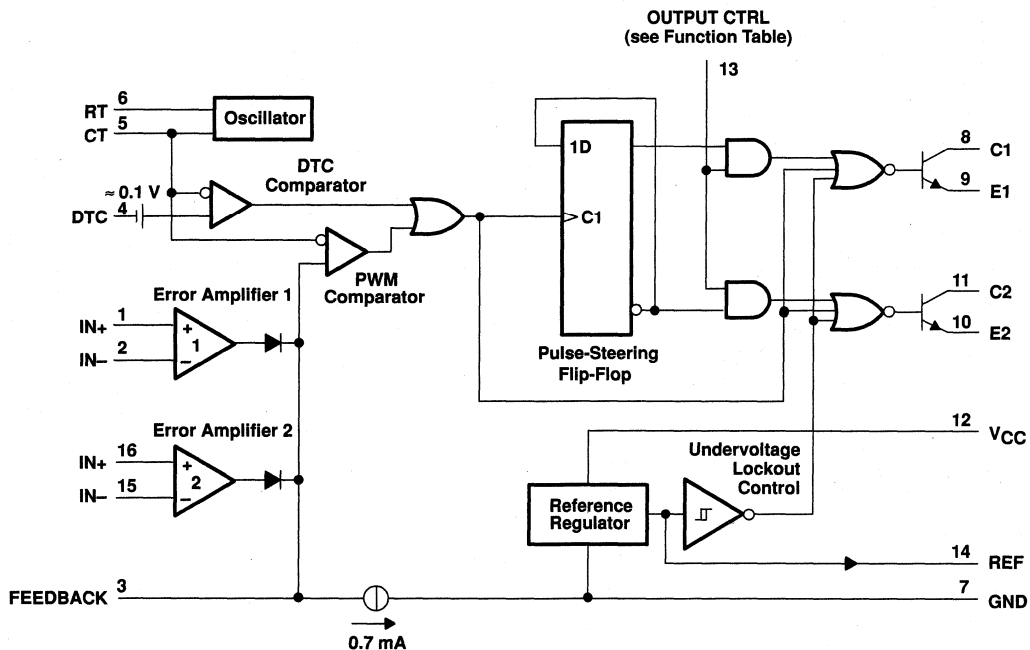 OUTPUT CTRL
(see Function Table)
13
RT 6
CT 5
Oscillator
DTC
Comparator
≈ 0.1 V
DTC 4
PWM
Comparator
1D
C1
Pulse-Steering
Flip-Flop
8 C1
9 E1
11 C2
10 E2
Error Amplifier 1
IN+ 1
IN– 2
+
1
–
Error Amplifier 2
IN+ 16
IN– 15
+
2
–
12 VCC
Undervoltage
Lockout
Control
Reference
Regulator
14 REF
FEEDBACK 3
7 GND
0.7 mA